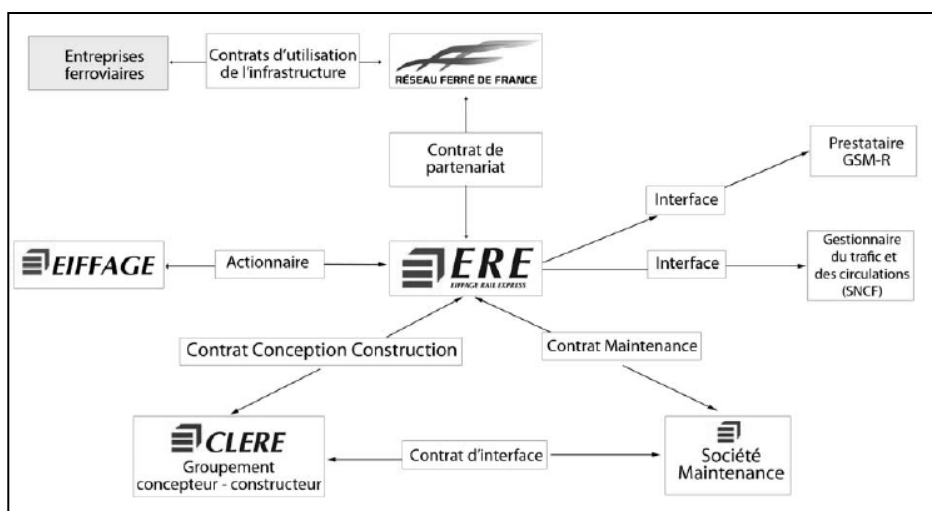 Entreprises
ferroviaires
Contrats d'utilisation
de l'infrastructure
RÉSEAU FERRÉ DE FRANCE
Contrat de
partenariat
Prestataire
GSM-R
Interface
EIFFAGE
Actionnaire
ERE
EIFFAGE RAIL EXPRESS
Interface
Gestionnaire
du trafic et
des circulations
(SNCF)
Contrat Conception Construction
Contrat Maintenance
CLERE
Groupement
concepteur - constructeur
Contrat d'interface
Société
Maintenance